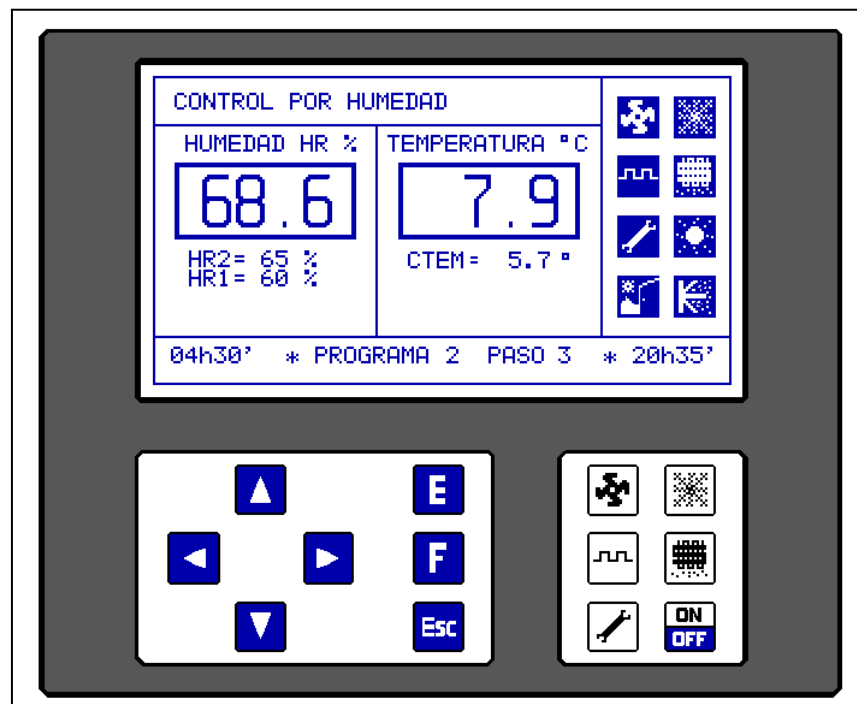 CONTROL POR HUMEDAD
HUMEDAD HR %
68.6
HR2= 65 %
HR1= 60 %
TEMPERATURA °C
7.9
CTEM= 5.7 °
04h30' * PROGRAMA 2 PASO 3 * 20h35'
E
F
Esc
ON
OFF